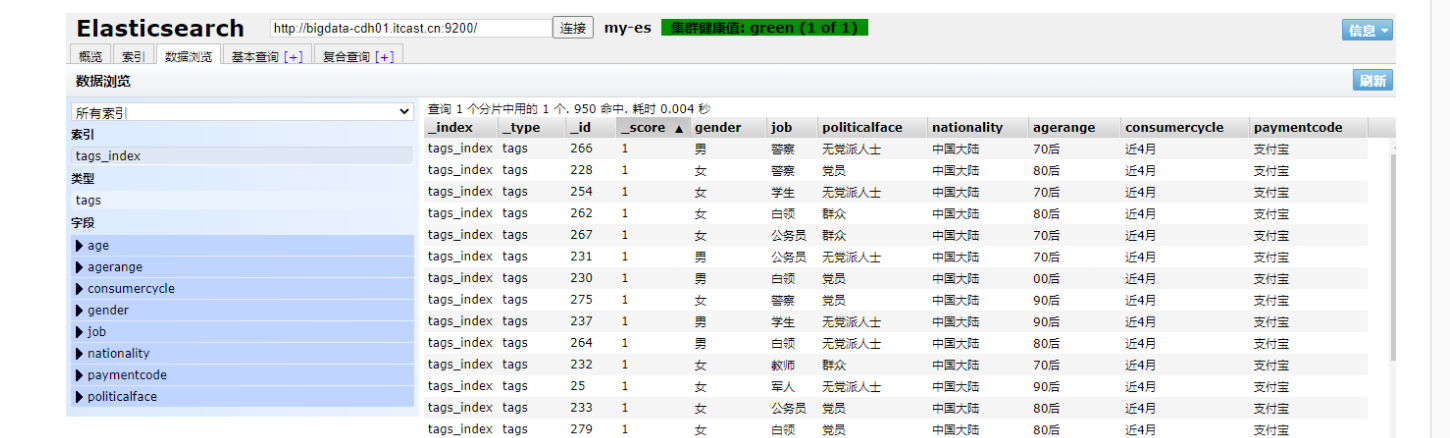 Elasticsearch http://bigdata-cdh01.itcast.cn:9200/ 连接 my-es 集群健康值: green (1 of 1) 信息
概览 索引 数据浏览 基本查询 [+] 复合查询 [+]
数据浏览 刷新
所有索引
索引
tags_index
类型
tags
字段
age
agerange
consumercycle
gender
job
nationality
paymentcode
politicalface
查询 1 个分片中用的 1 个. 950 命中. 耗时 0.004 秒
_index _type _id _score ▲ gender job politicalface nationality agerange consumercycle paymentcode
tags_index tags 266 1 男 警察 无党派人士 中国大陆 70后 近4月 支付宝
tags_index tags 228 1 女 警察 党员 中国大陆 80后 近4月 支付宝
tags_index tags 254 1 女 学生 无党派人士 中国大陆 70后 近4月 支付宝
tags_index tags 262 1 女 白领 群众 中国大陆 80后 近4月 支付宝
tags_index tags 267 1 女 公务员 群众 中国大陆 70后 近4月 支付宝
tags_index tags 231 1 男 公务员 无党派人士 中国大陆 70后 近4月 支付宝
tags_index tags 230 1 男 白领 党员 中国大陆 00后 近4月 支付宝
tags_index tags 275 1 女 警察 党员 中国大陆 90后 近4月 支付宝
tags_index tags 237 1 男 学生 无党派人士 中国大陆 90后 近4月 支付宝
tags_index tags 264 1 男 白领 无党派人士 中国大陆 80后 近4月 支付宝
tags_index tags 232 1 女 教师 群众 中国大陆 70后 近4月 支付宝
tags_index tags 25 1 女 军人 无党派人士 中国大陆 90后 近4月 支付宝
tags_index tags 233 1 女 公务员 党员 中国大陆 80后 近4月 支付宝
tags_index tags 279 1 女 白领 党员 中国大陆 80后 近4月 支付宝